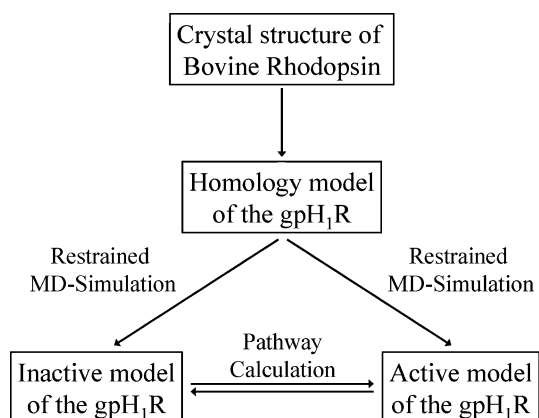 Crystal structure of
Bovine Rhodopsin
Homology model
of the gpH₁R
Restrained
MD-Simulation
Restrained
MD-Simulation
Pathway
Calculation
Inactive model
of the gpH₁R
Active model
of the gpH₁R